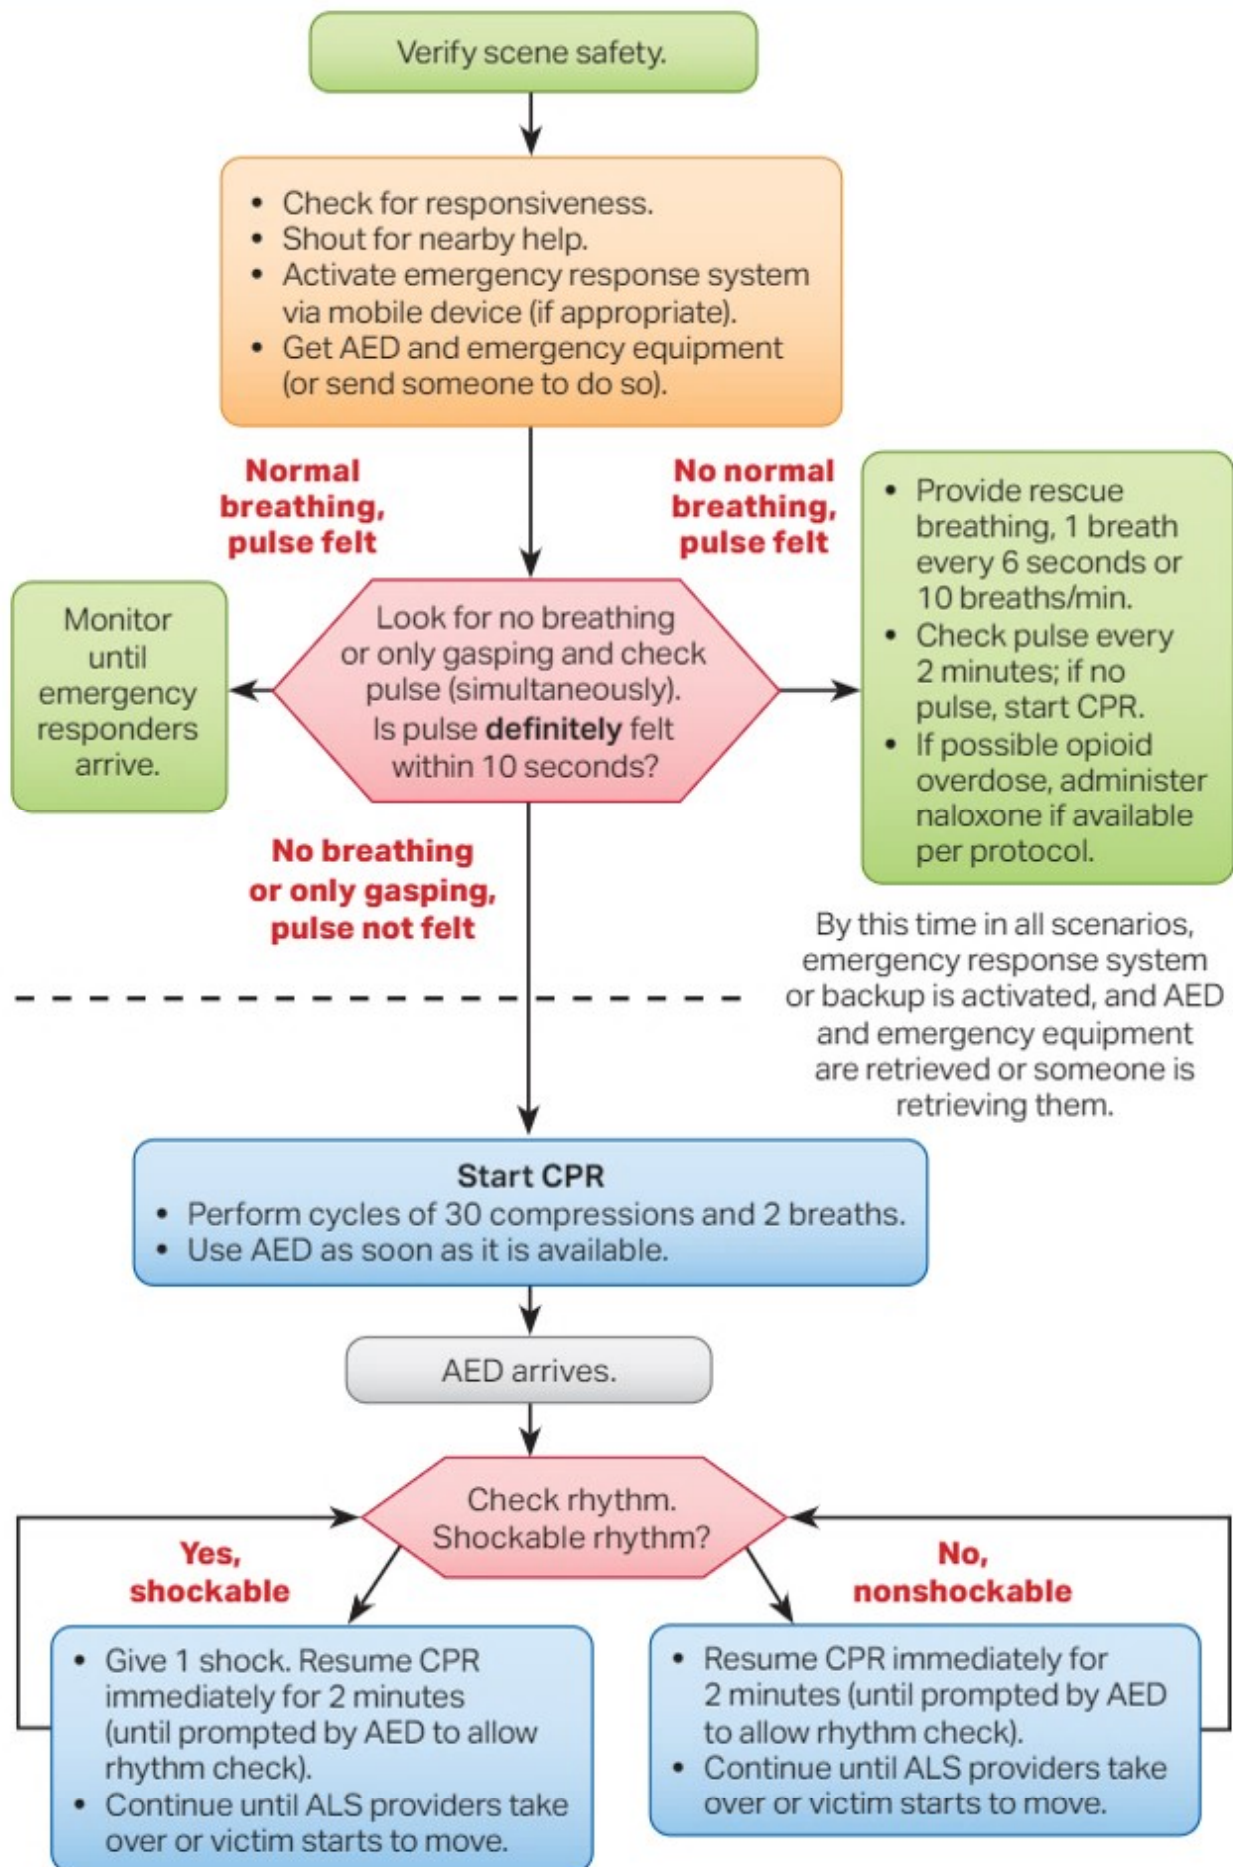 Verify scene safety.
• Check for responsiveness.
• Shout for nearby help.
• Activate emergency response system
via mobile device (if appropriate).
• Get AED and emergency equipment
(or send someone to do so).
Normal
breathing,
pulse felt
No normal
breathing,
pulse felt
Monitor
until
emergency
responders
arrive.
Look for no breathing
or only gasping and check
pulse (simultaneously).
Is pulse definitely felt
within 10 seconds?
• Provide rescue
breathing, 1 breath
every 6 seconds or
10 breaths/min.
• Check pulse every
2 minutes; if no
pulse, start CPR.
• If possible opioid
overdose, administer
naloxone if available
per protocol.
No breathing
or only gasping,
pulse not felt
By this time in all scenarios,
emergency response system
or backup is activated, and AED
and emergency equipment
are retrieved or someone is
retrieving them.
Start CPR
• Perform cycles of 30 compressions and 2 breaths.
• Use AED as soon as it is available.
AED arrives.
Check rhythm.
Shockable rhythm?
Yes,
shockable
No,
nonshockable
• Give 1 shock. Resume CPR
immediately for 2 minutes
(until prompted by AED to allow
rhythm check).
• Continue until ALS providers take
over or victim starts to move.
• Resume CPR immediately for
2 minutes (until prompted by AED
to allow rhythm check).
• Continue until ALS providers take
over or victim starts to move.